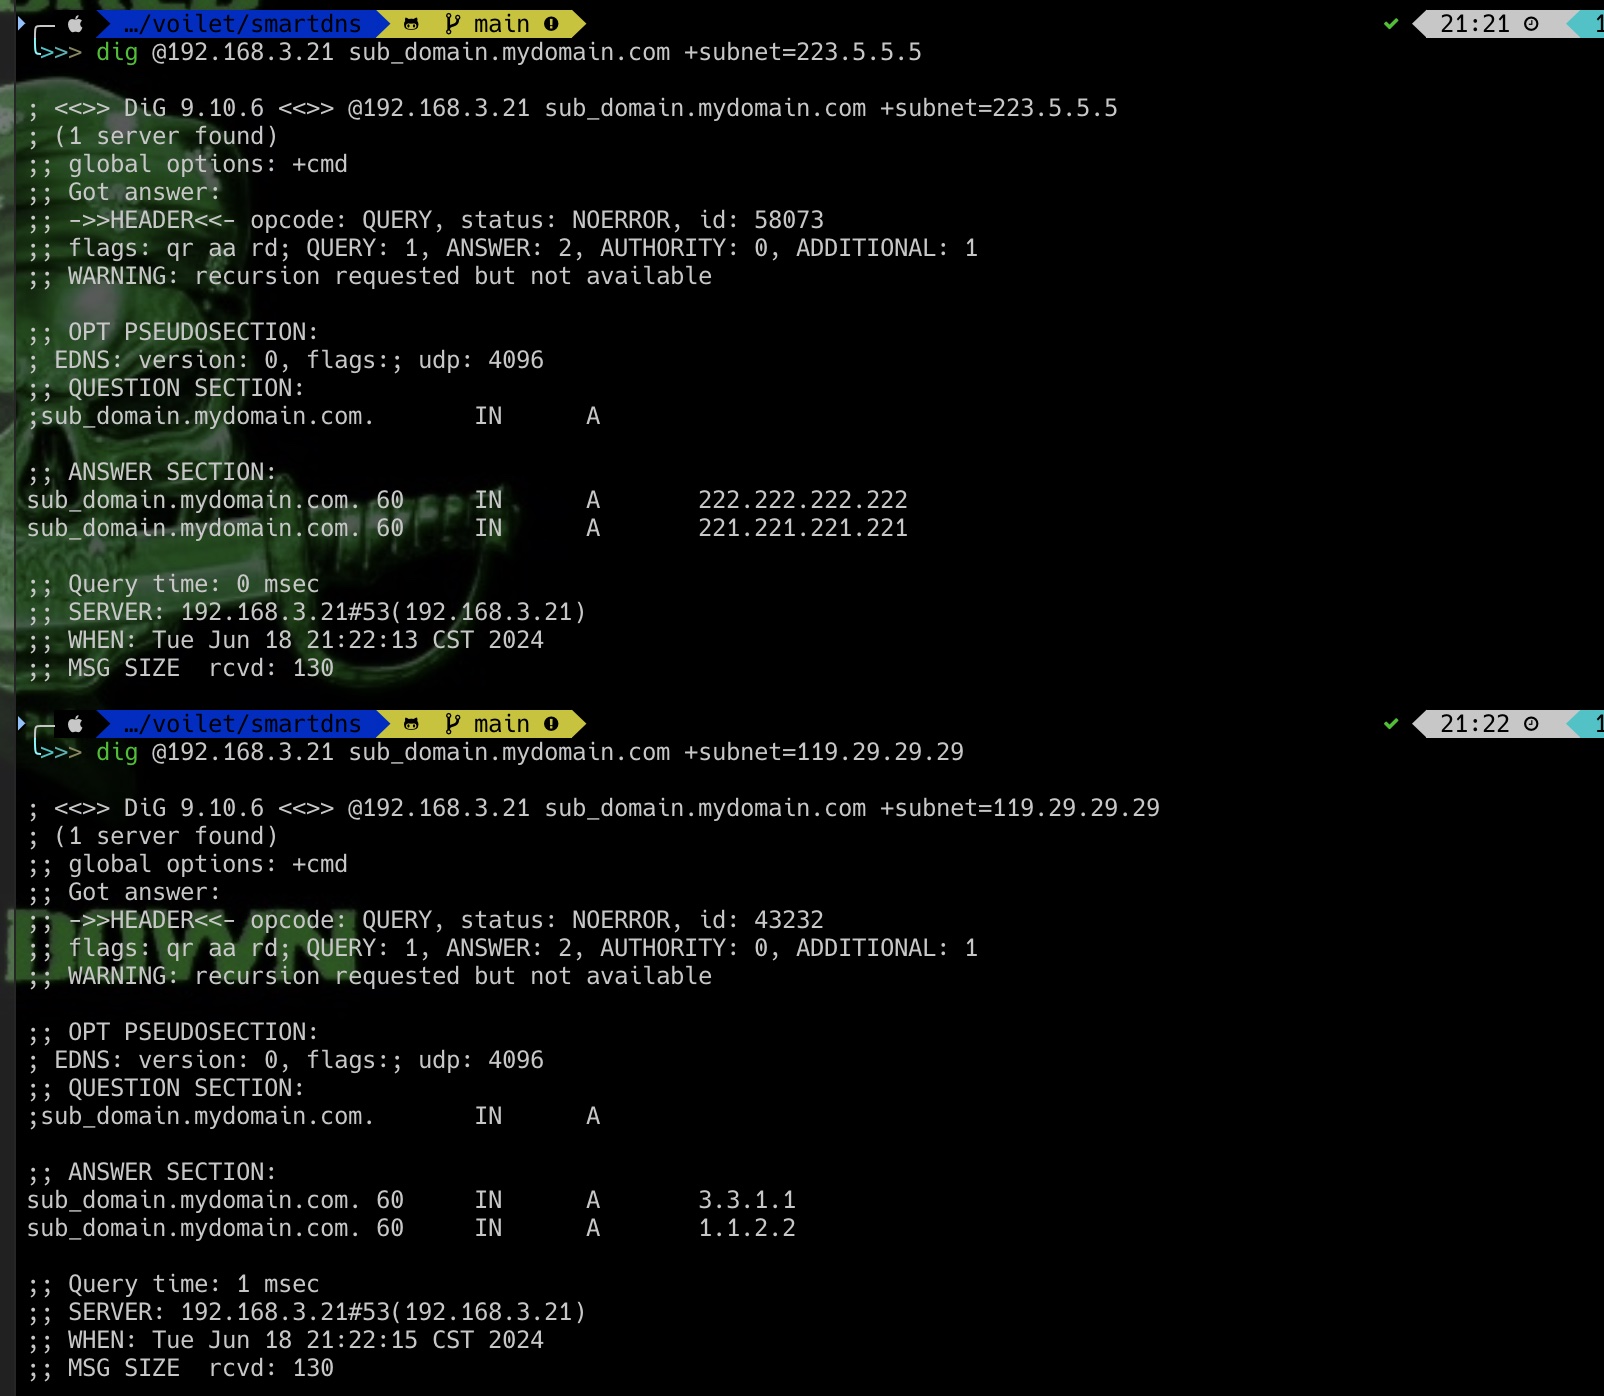 …/voilet/smartdns main 21:21 1
>>> dig @192.168.3.21 sub_domain.mydomain.com +subnet=223.5.5.5
; <<>> DiG 9.10.6 <<>> @192.168.3.21 sub_domain.mydomain.com +subnet=223.5.5.5
; (1 server found)
;; global options: +cmd
;; Got answer:
;; ->>HEADER<<- opcode: QUERY, status: NOERROR, id: 58073
;; flags: qr aa rd; QUERY: 1, ANSWER: 2, AUTHORITY: 0, ADDITIONAL: 1
;; WARNING: recursion requested but not available
;; OPT PSEUDOSECTION:
; EDNS: version: 0, flags:; udp: 4096
;; QUESTION SECTION:
;sub_domain.mydomain.com. IN A
;; ANSWER SECTION:
sub_domain.mydomain.com. 60 IN A 222.222.222.222
sub_domain.mydomain.com. 60 IN A 221.221.221.221
;; Query time: 0 msec
;; SERVER: 192.168.3.21#53(192.168.3.21)
;; WHEN: Tue Jun 18 21:22:13 CST 2024
;; MSG SIZE rcvd: 130
…/voilet/smartdns main 21:22 1
>>> dig @192.168.3.21 sub_domain.mydomain.com +subnet=119.29.29.29
; <<>> DiG 9.10.6 <<>> @192.168.3.21 sub_domain.mydomain.com +subnet=119.29.29.29
; (1 server found)
;; global options: +cmd
;; Got answer:
;; ->>HEADER<<- opcode: QUERY, status: NOERROR, id: 43232
;; flags: qr aa rd; QUERY: 1, ANSWER: 2, AUTHORITY: 0, ADDITIONAL: 1
;; WARNING: recursion requested but not available
;; OPT PSEUDOSECTION:
; EDNS: version: 0, flags:; udp: 4096
;; QUESTION SECTION:
;sub_domain.mydomain.com. IN A
;; ANSWER SECTION:
sub_domain.mydomain.com. 60 IN A 3.3.1.1
sub_domain.mydomain.com. 60 IN A 1.1.2.2
;; Query time: 1 msec
;; SERVER: 192.168.3.21#53(192.168.3.21)
;; WHEN: Tue Jun 18 21:22:15 CST 2024
;; MSG SIZE rcvd: 130